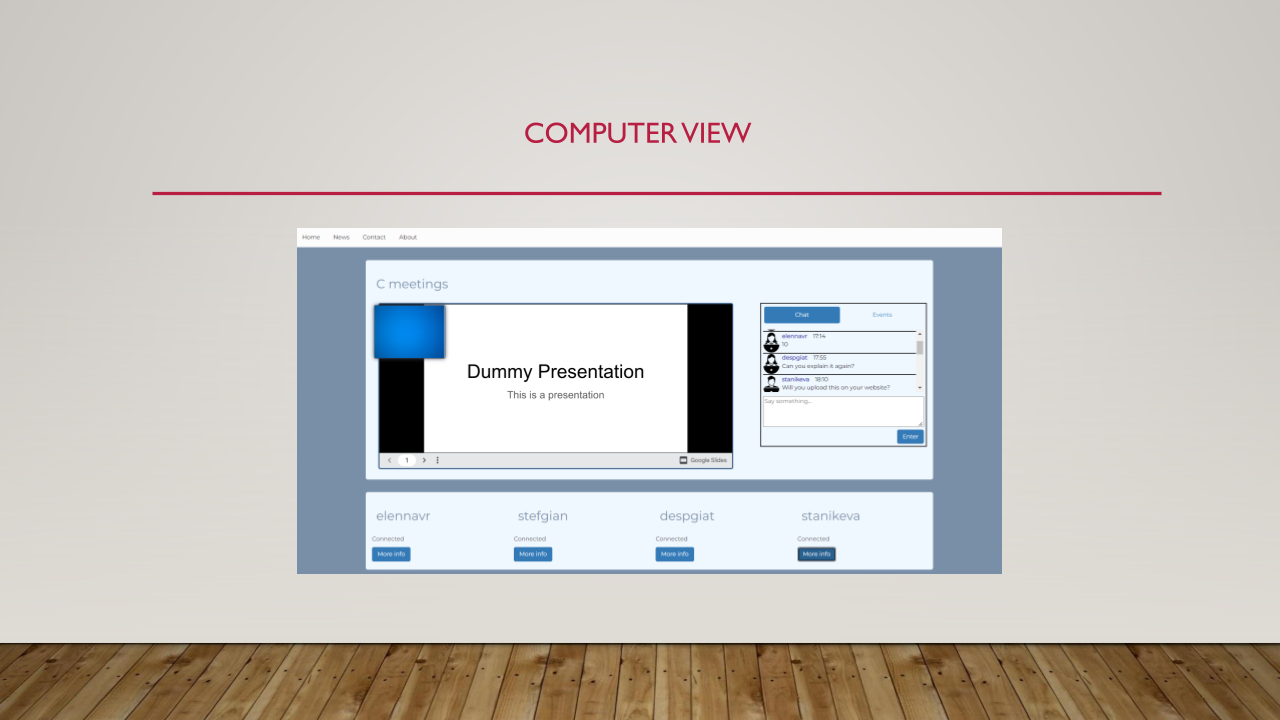 COMPUTER VIEW
Home News Contact About
C meetings
Dummy Presentation
This is a presentation
1
Google Slides
Chat Events
elennavr 17:14
10
despgiat 17:55
Can you explain it again?
stanikeva 18:10
Will you upload this on your website?
Say something...
Enter
elennavr stefgian despgiat stanikeva
Connected Connected Connected Connected
More info More info More info More info